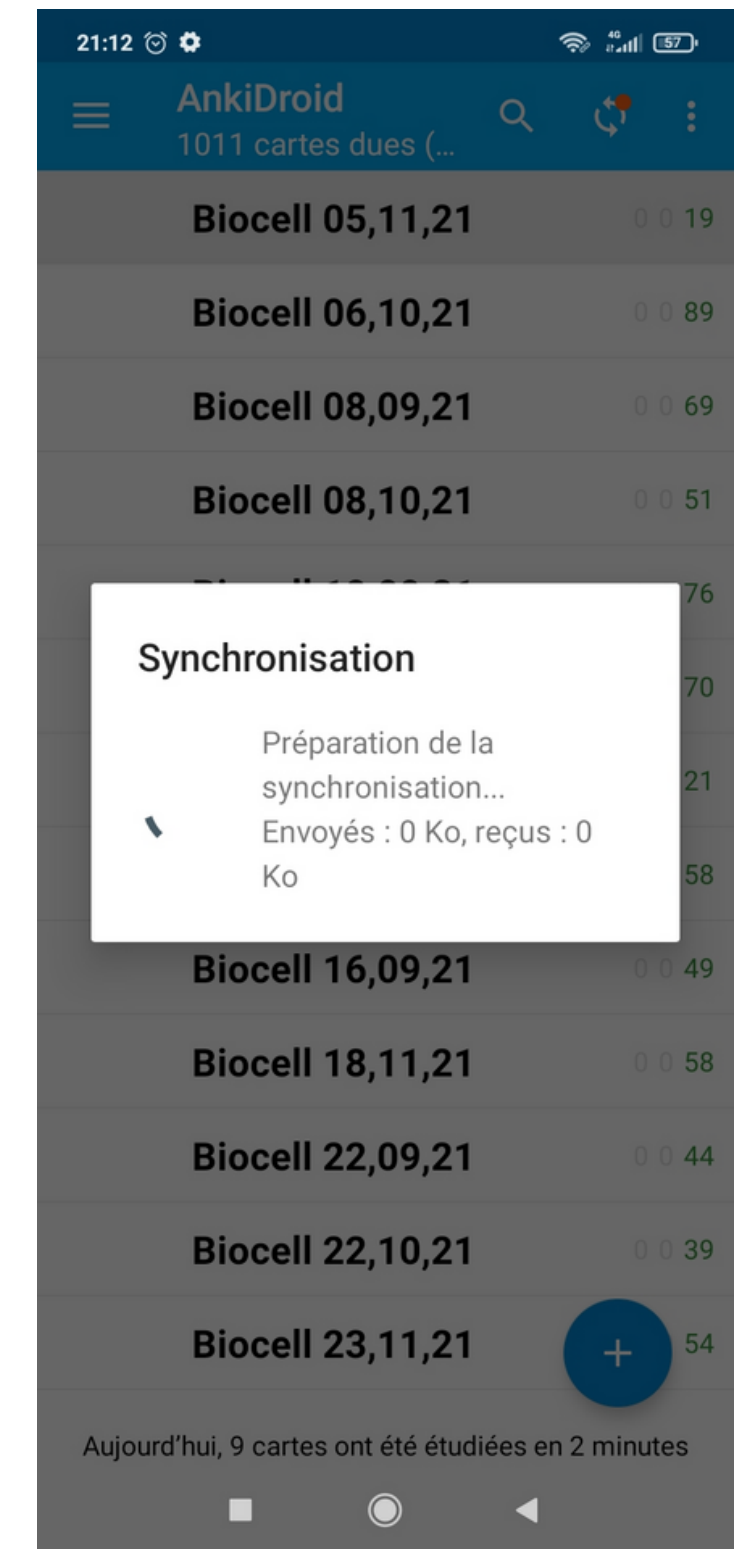 21:12 4G 57
AnkiDroid
1011 cartes dues (...
Biocell 05,11,21 0 0 19
Biocell 06,10,21 0 0 89
Biocell 08,09,21 0 0 69
Biocell 08,10,21 0 0 51
76
Synchronisation
70
Préparation de la
synchronisation...
21
Envoyés : 0 Ko, reçus : 0
Ko
58
Biocell 16,09,21 0 0 49
Biocell 18,11,21 0 0 58
Biocell 22,09,21 0 0 44
Biocell 22,10,21 0 0 39
Biocell 23,11,21 54
+
Aujourd'hui, 9 cartes ont été étudiées en 2 minutes